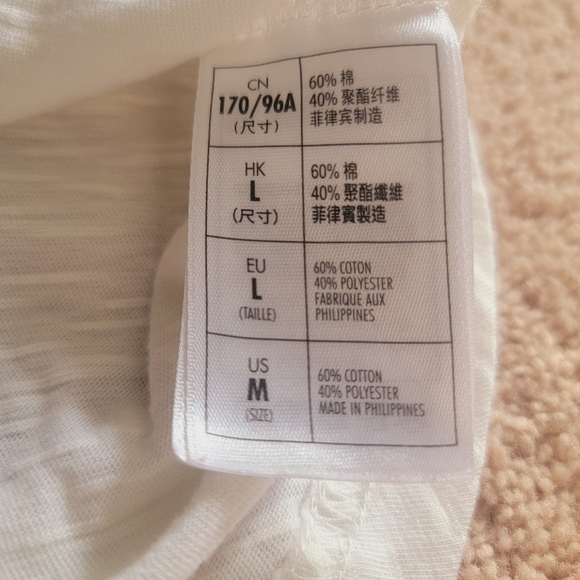 CN
170/96A
(尺寸)
60% 棉
40% 聚酯纤维
菲律宾制造
HK
L
(尺寸)
60% 棉
40% 聚酯纖維
菲律賓製造
EU
L
(TAILLE)
60% COTON
40% POLYESTER
FABRIQUE AUX
PHILIPPINES
US
M
(SIZE)
60% COTTON
40% POLYESTER
MADE IN PHILIPPINES